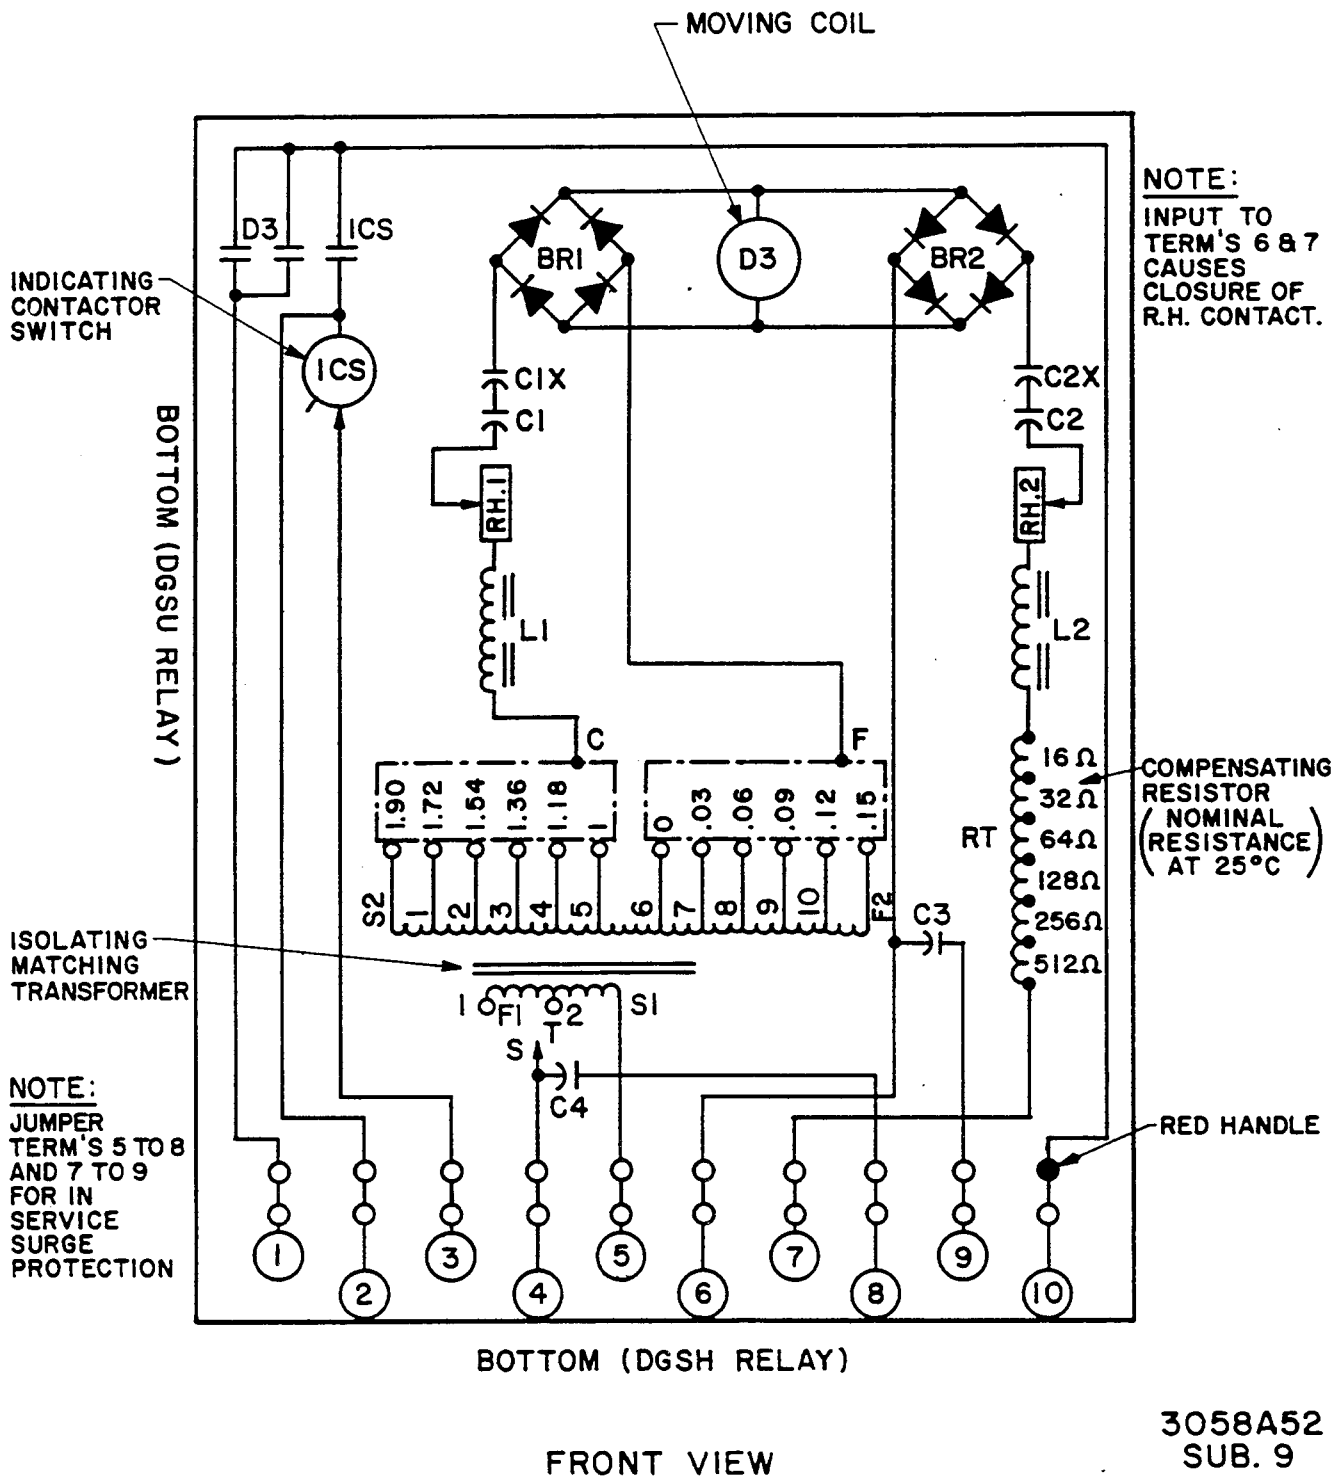 MOVING COIL
NOTE:
INPUT TO
TERM'S 6 & 7
CAUSES
CLOSURE OF
R.H. CONTACT.
D3
ICS
BR1
D3
BR2
INDICATING
CONTACTOR
SWITCH
ICS
C1X
C1
C2X
C2
BOTTOM (DGSU RELAY)
RH.1
RH.2
L1
L2
C
F
1.90
1.72
1.54
1.36
1.18
1
0
.03
.06
.09
.12
.15
16Ω
32Ω
64Ω
128Ω
256Ω
512Ω
RT
COMPENSATING
RESISTOR
(NOMINAL
RESISTANCE
AT 25°C)
S2
1
2
3
4
5
6
7
8
9
10
F2
C3
ISOLATING
MATCHING
TRANSFORMER
1
F1
T
2
S1
S
C4
NOTE:
JUMPER
TERM'S 5 TO 8
AND 7 TO 9
FOR IN
SERVICE
SURGE
PROTECTION
RED HANDLE
1
2
3
4
5
6
7
8
9
10
BOTTOM (DGSH RELAY)
FRONT VIEW
3058A52
SUB. 9